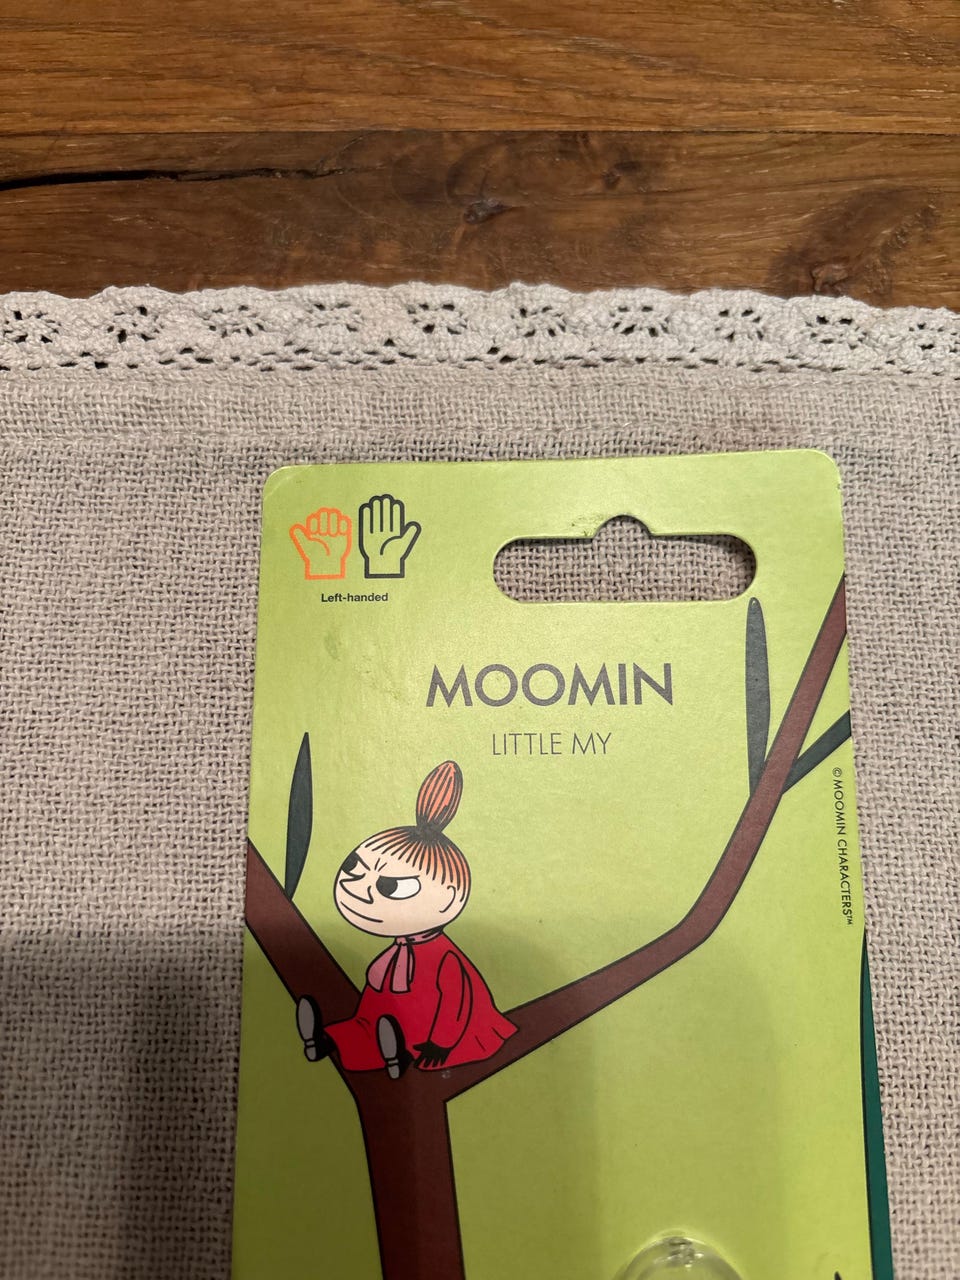 Left-handed
MOOMIN
LITTLE MY
© MOOMIN CHARACTERS™